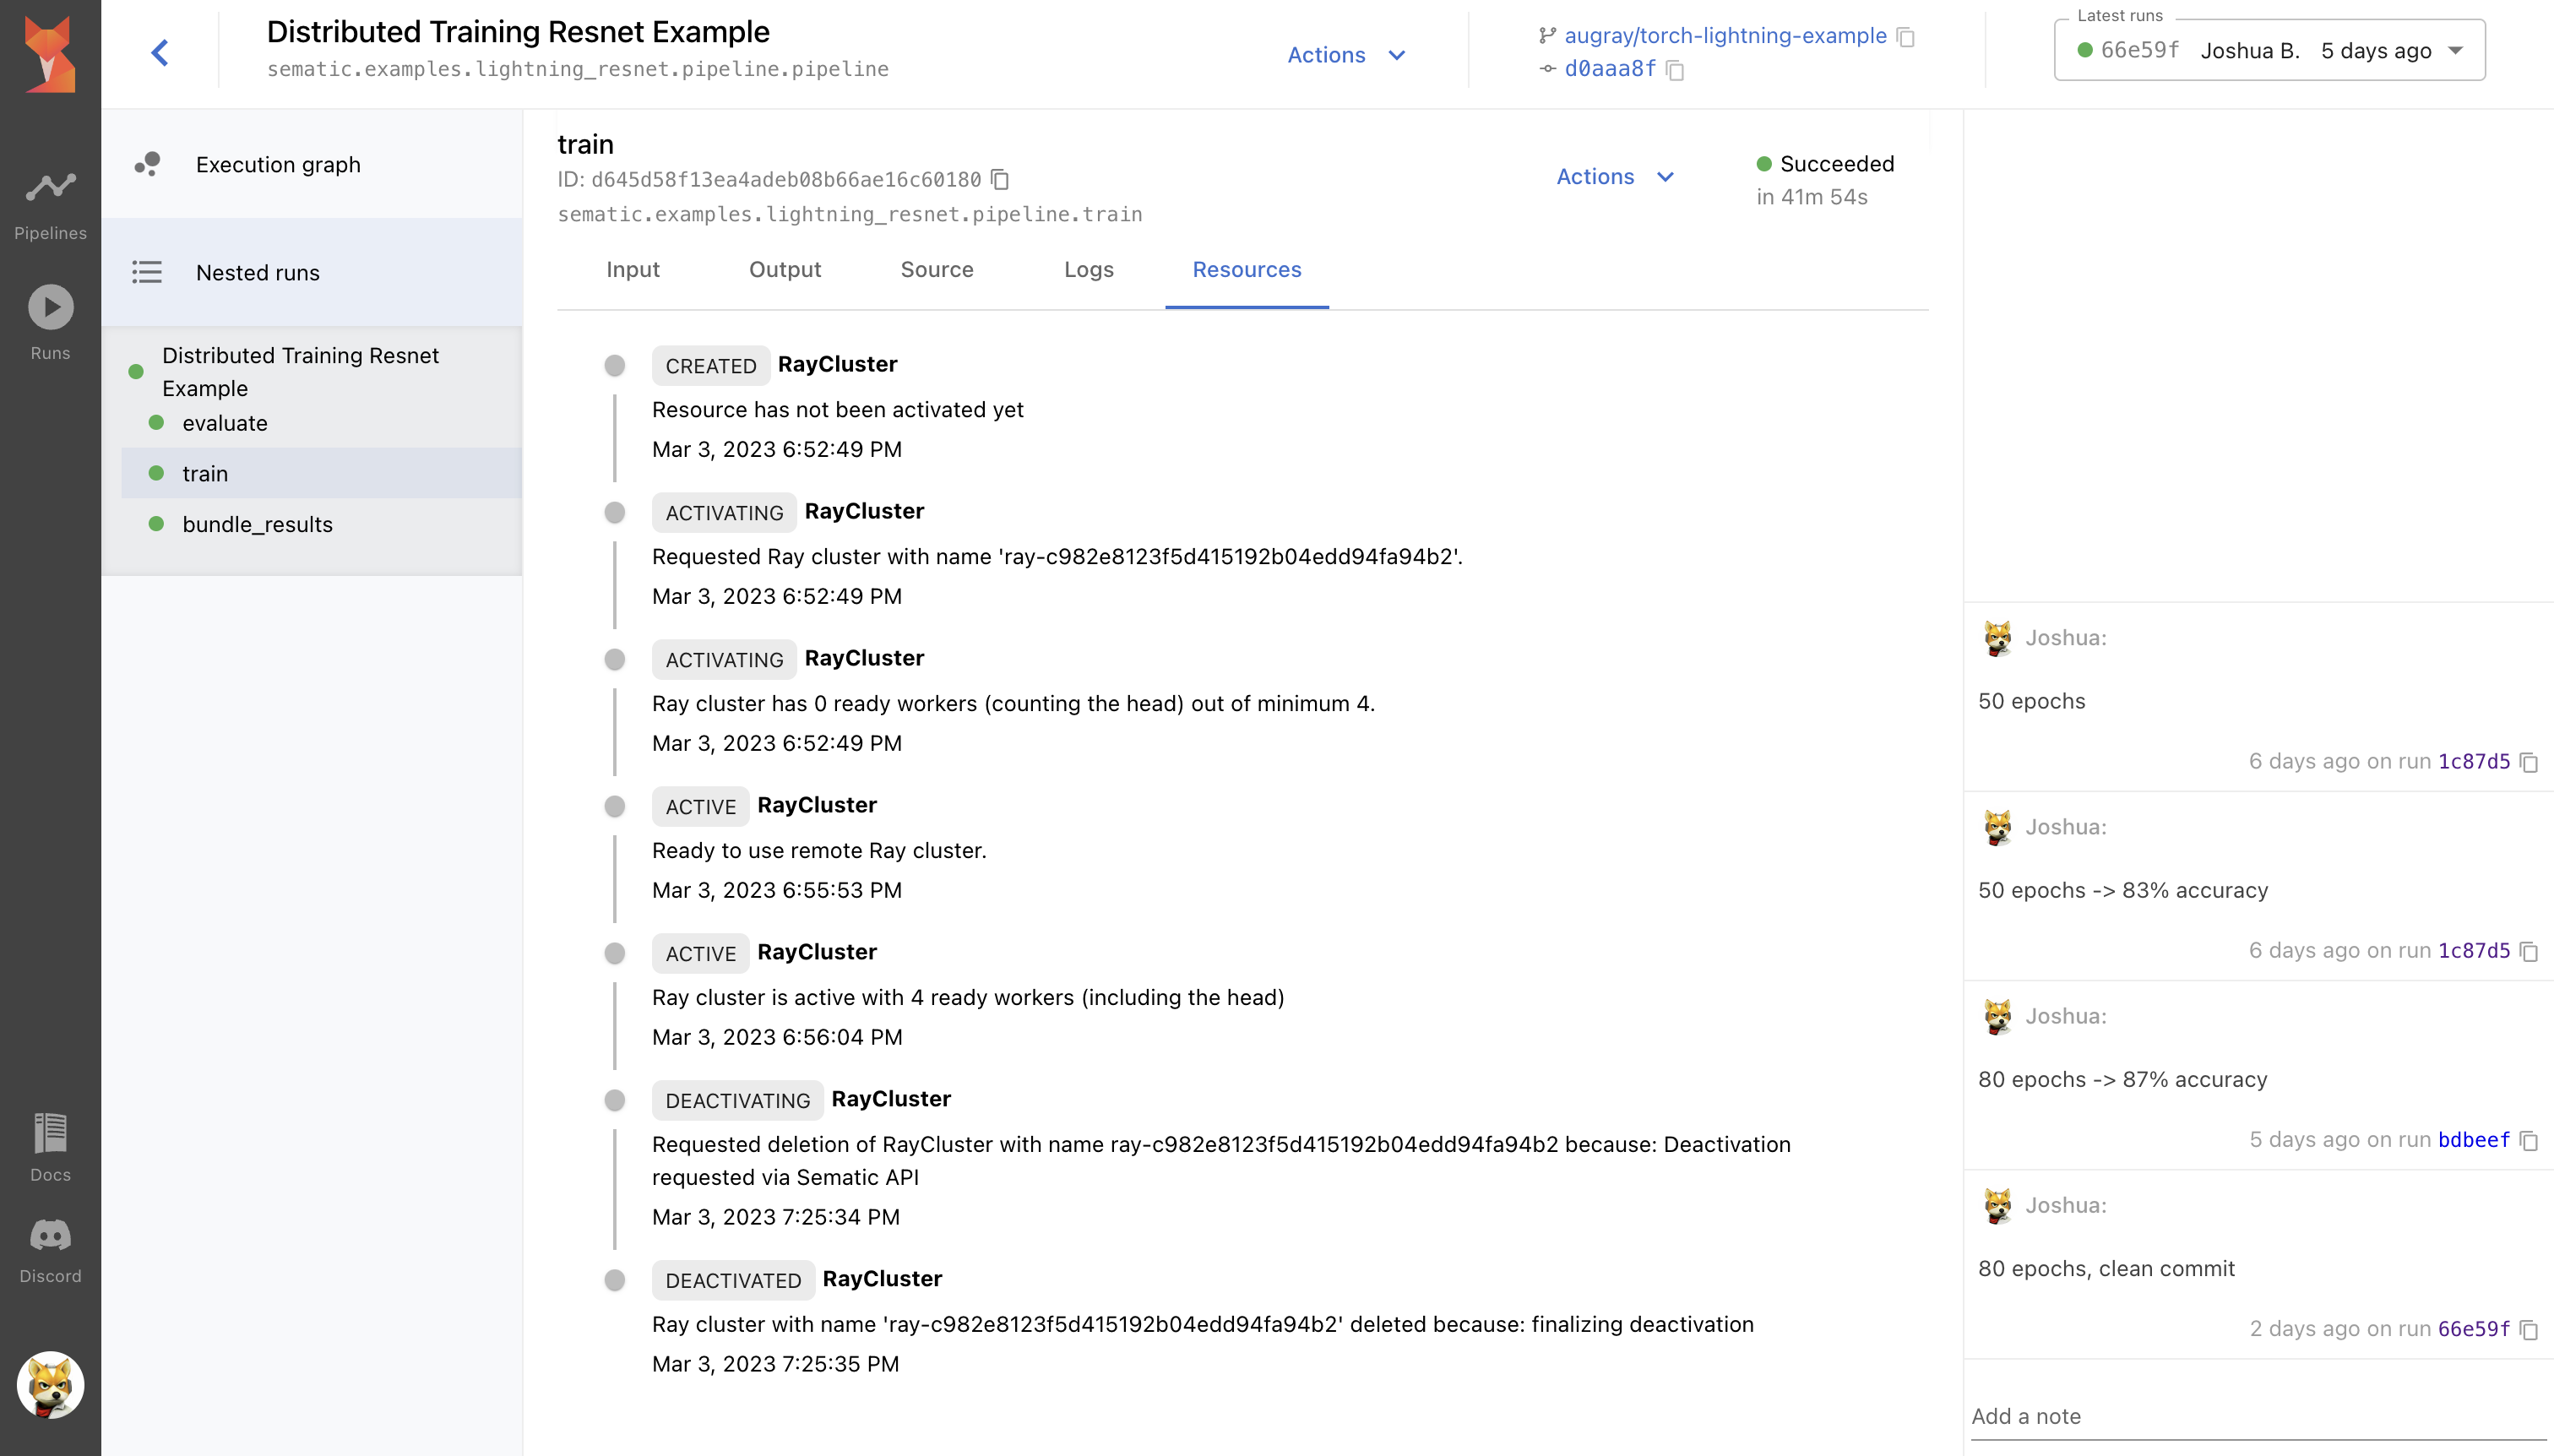 Distributed Training Resnet Example
sematic.examples.lightning_resnet.pipeline.pipeline
Actions
augray/torch-lightning-example
d0aaa8f
Latest runs
66e59f Joshua B. 5 days ago
Pipelines
Runs
Docs
Discord
Execution graph
Nested runs
Distributed Training Resnet
Example
evaluate
train
bundle_results
train
ID: d645d58f13ea4adeb08b66ae16c60180
sematic.examples.lightning_resnet.pipeline.train
Actions
Succeeded
in 41m 54s
Input Output Source Logs Resources
CREATED RayCluster
Resource has not been activated yet
Mar 3, 2023 6:52:49 PM
ACTIVATING RayCluster
Requested Ray cluster with name 'ray-c982e8123f5d415192b04edd94fa94b2'.
Mar 3, 2023 6:52:49 PM
ACTIVATING RayCluster
Ray cluster has 0 ready workers (counting the head) out of minimum 4.
Mar 3, 2023 6:52:49 PM
ACTIVE RayCluster
Ready to use remote Ray cluster.
Mar 3, 2023 6:55:53 PM
ACTIVE RayCluster
Ray cluster is active with 4 ready workers (including the head)
Mar 3, 2023 6:56:04 PM
DEACTIVATING RayCluster
Requested deletion of RayCluster with name ray-c982e8123f5d415192b04edd94fa94b2 because: Deactivation
requested via Sematic API
Mar 3, 2023 7:25:34 PM
DEACTIVATED RayCluster
Ray cluster with name 'ray-c982e8123f5d415192b04edd94fa94b2' deleted because: finalizing deactivation
Mar 3, 2023 7:25:35 PM
Joshua:
50 epochs
6 days ago on run 1c87d5
Joshua:
50 epochs -> 83% accuracy
6 days ago on run 1c87d5
Joshua:
80 epochs -> 87% accuracy
5 days ago on run bdbeef
Joshua:
80 epochs, clean commit
2 days ago on run 66e59f
Add a note